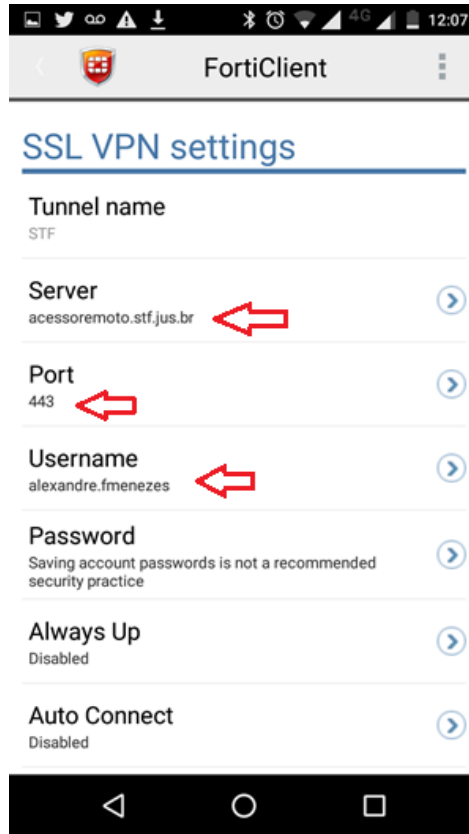 4G 12:07
FortiClient
SSL VPN settings
Tunnel name
STF
Server
acessoremoto.stf.jus.br
Port
443
Username
alexandre.fmenezes
Password
Saving account passwords is not a recommended
security practice
Always Up
Disabled
Auto Connect
Disabled